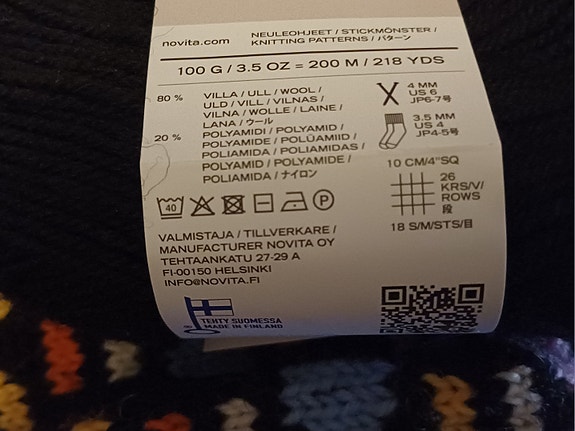 novita.com
NEULEOHJEET / STICKMÖNSTER /
KNITTING PATTERNS / パターン
100 G / 3.5 OZ = 200 M / 218 YDS
80 %
VILLA / ULL / WOOL /
ULD / VILL / VILNAS /
VILNA / WOLLE / LAINE /
LANA / ウール
20 %
POLYAMIDI / POLYAMID /
POLYAMIDE / POLÜAMIID /
POLIAMIDA / POLIAMIDAS /
POLYAMID / POLYAMIDE /
POLIAMIDA / ナイロン
4 MM
US 6
JP6-7号
3.5 MM
US 4
JP4-5号
10 CM/4"SQ
26
KRS/V/
ROWS
段
18 S/M/STS/目
40
P
VALMISTAJA / TILLVERKARE /
MANUFACTURER NOVITA OY
TEHTAANKATU 27-29 A
FI-00150 HELSINKI
INFO@NOVITA.FI
TEHTY SUOMESSA
MADE IN FINLAND